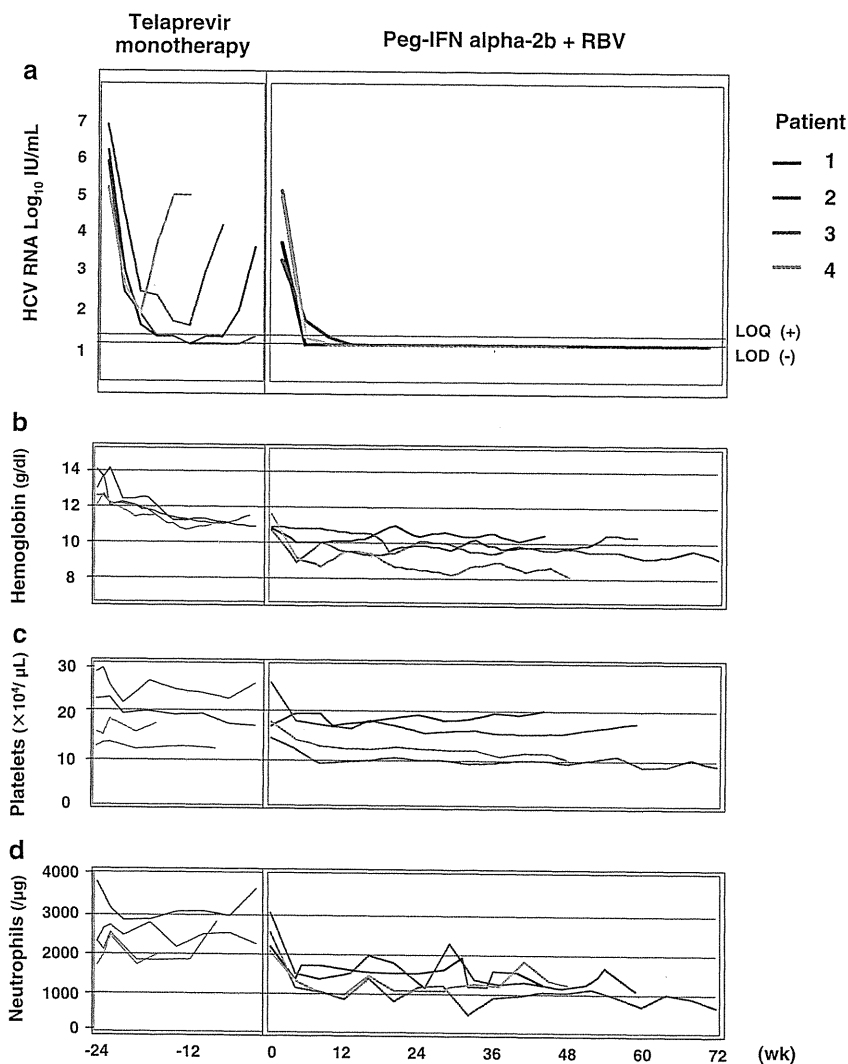 Telaprevir
monotherapy
Peg-IFN alpha-2b + RBV
a
HCV RNA Log10 IU/mL
7
6
5
4
3
2
1
Patient
1
2
3
4
LOQ (+)
LOD (-)
b
Hemoglobin (g/dl)
14
12
10
8
c
Platelets (×10⁴/ μL)
30
20
10
0
d
Neutrophils (/μg)
4000
3000
2000
1000
0
-24 -12 0 12 24 36 48 60 72 (wk)